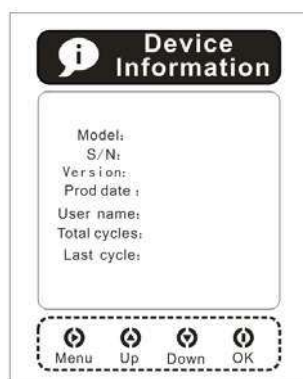 Device
Information
Model:
S/N:
Version:
Prod date :
User name:
Total cycles:
Last cycle:
Menu Up Down OK